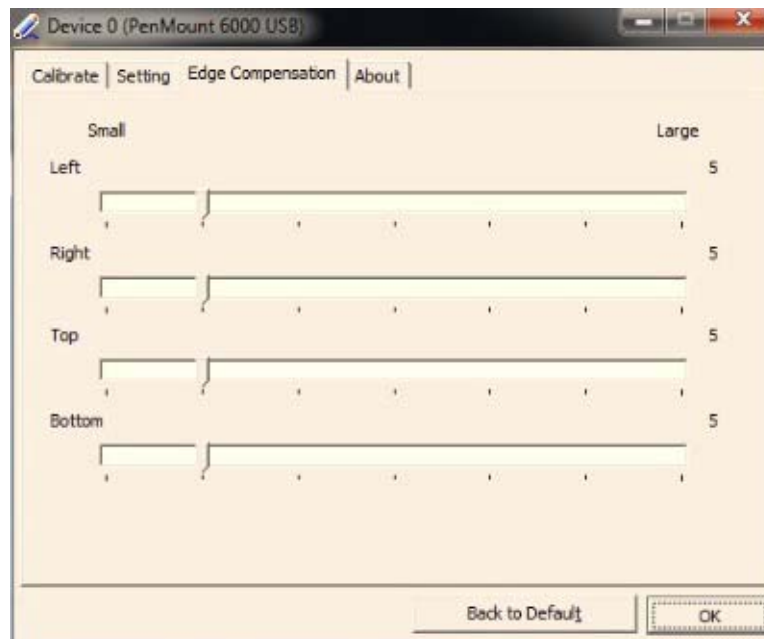 Device 0 (PenMount 6000 USB)
Calibrate Setting Edge Compensation About
Small Large
Left 5
Right 5
Top 5
Bottom 5
Back to Default OK